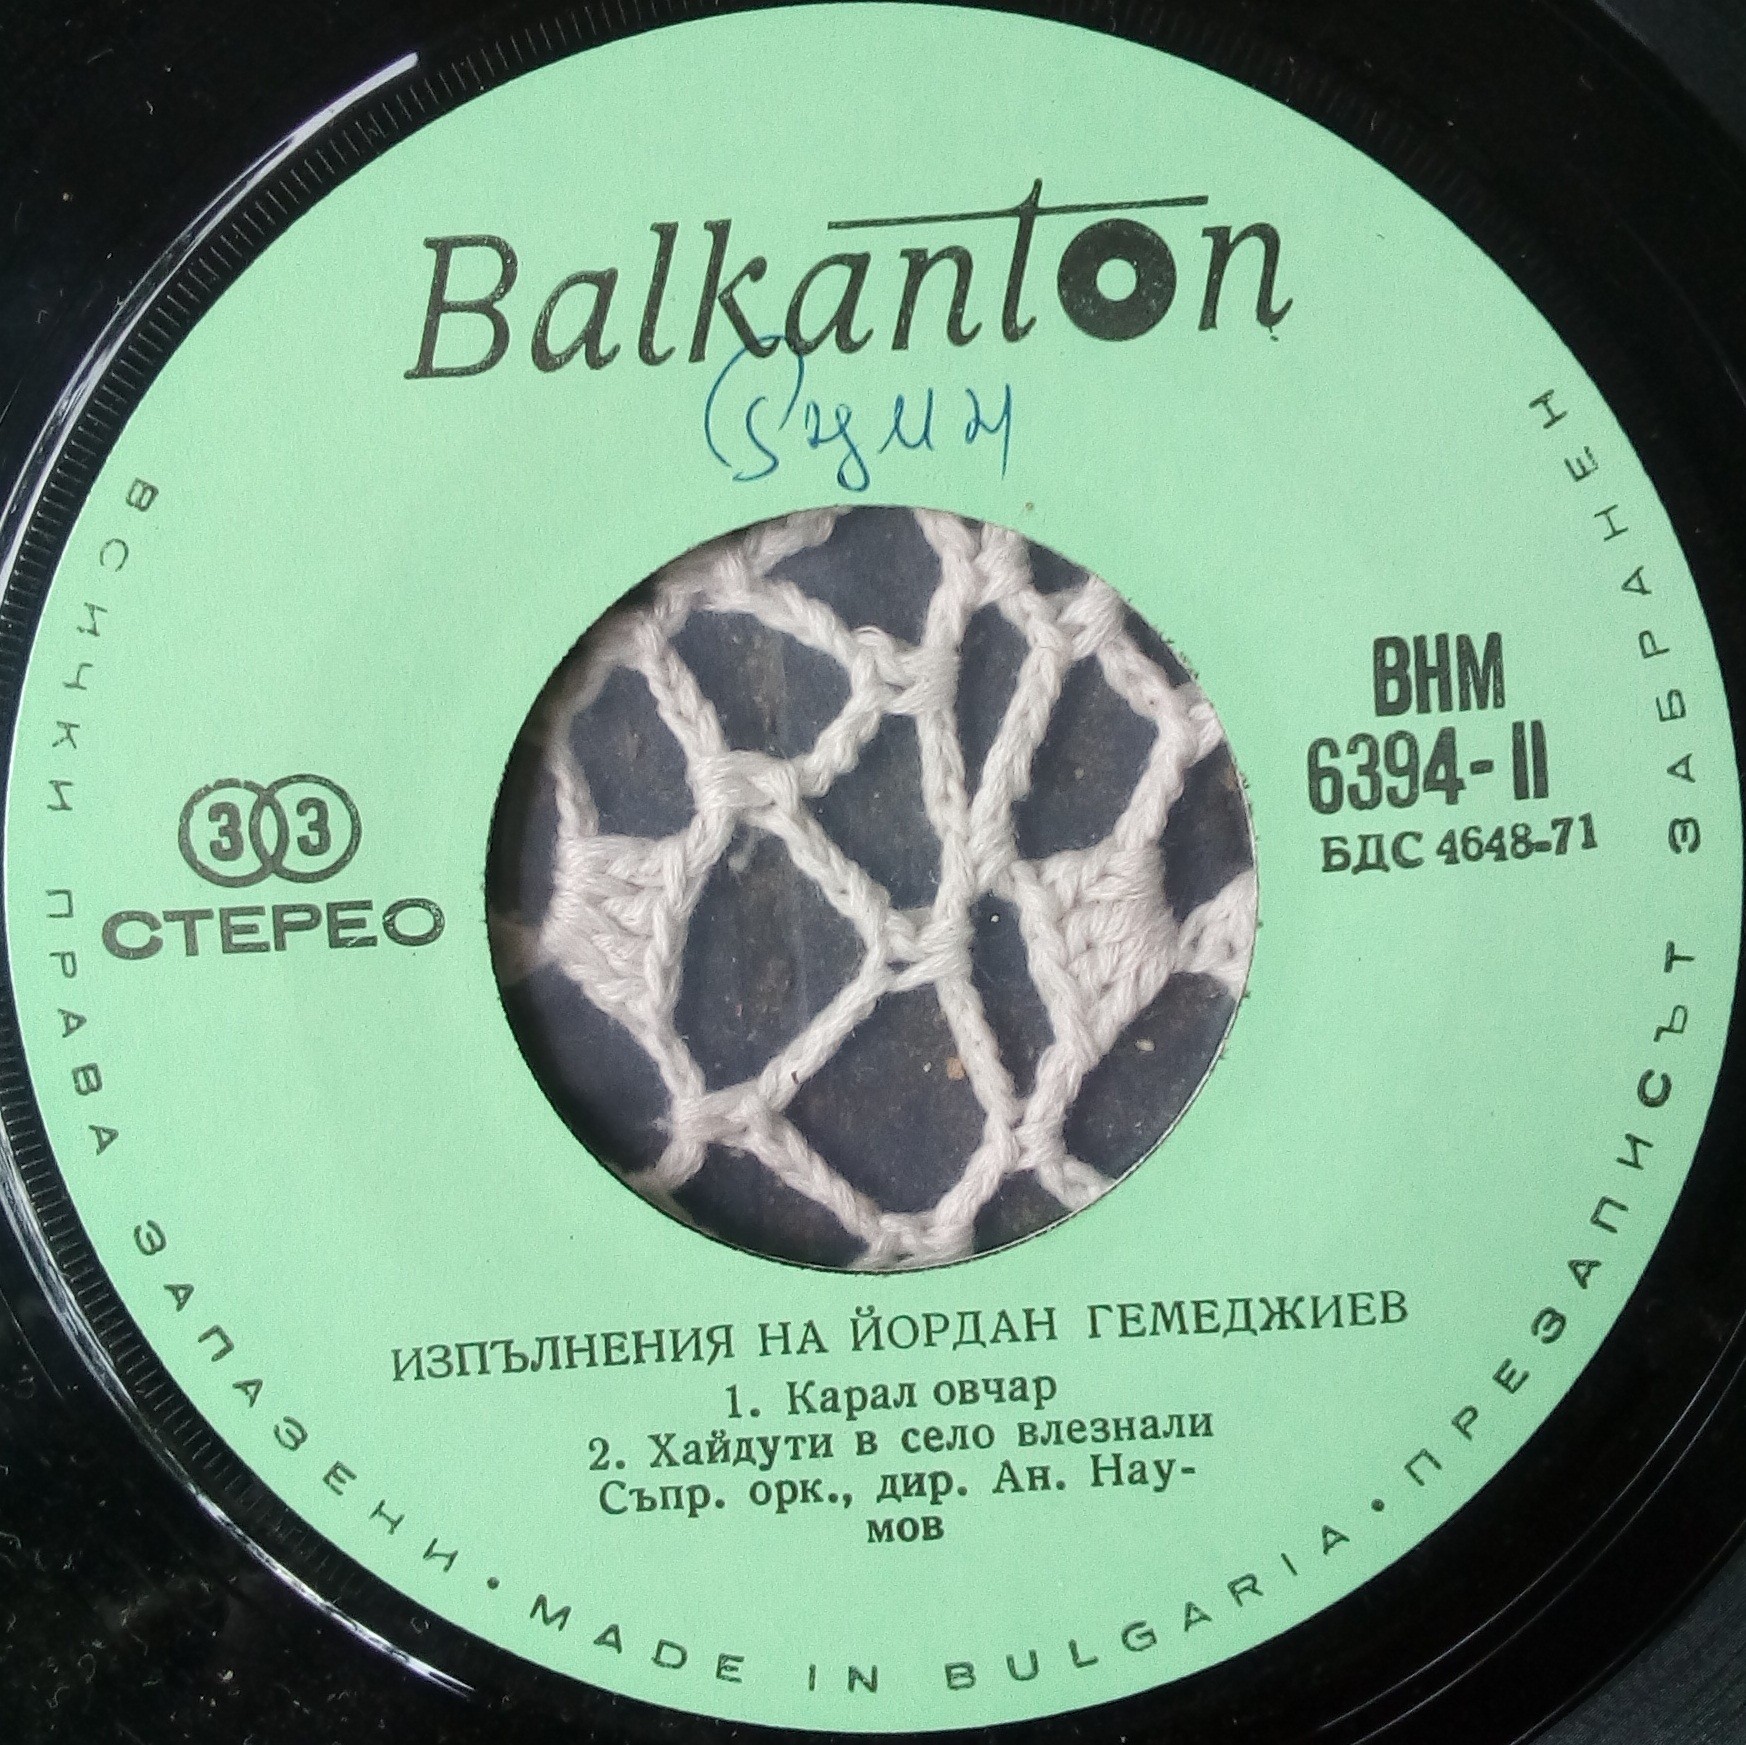 Balkanton
ВНМ
6394-II
БДС 4648-71
33
СТЕРЕО
ИЗПЪЛНЕНИЯ НА ЙОРДАН ГЕМЕДЖИЕВ
1. Карал овчар
2. Хайдути в село влезнали
Съпр. орк., дир. Ан. Нау-
мов
ВСИЧКИ ПРАВА ЗАПАЗЕНИ • MADE IN BULGARIA • ПРЕЗАПИСЪТ ЗАБРАНЕН